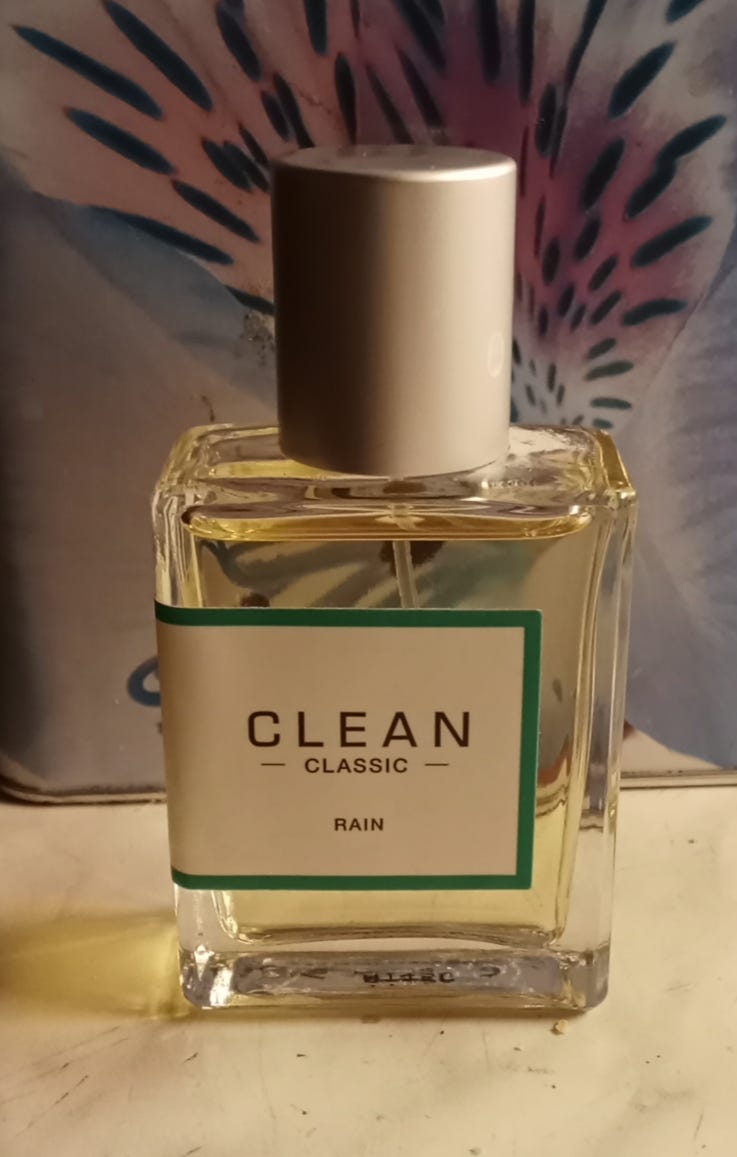 CLEAN
— CLASSIC —
RAIN